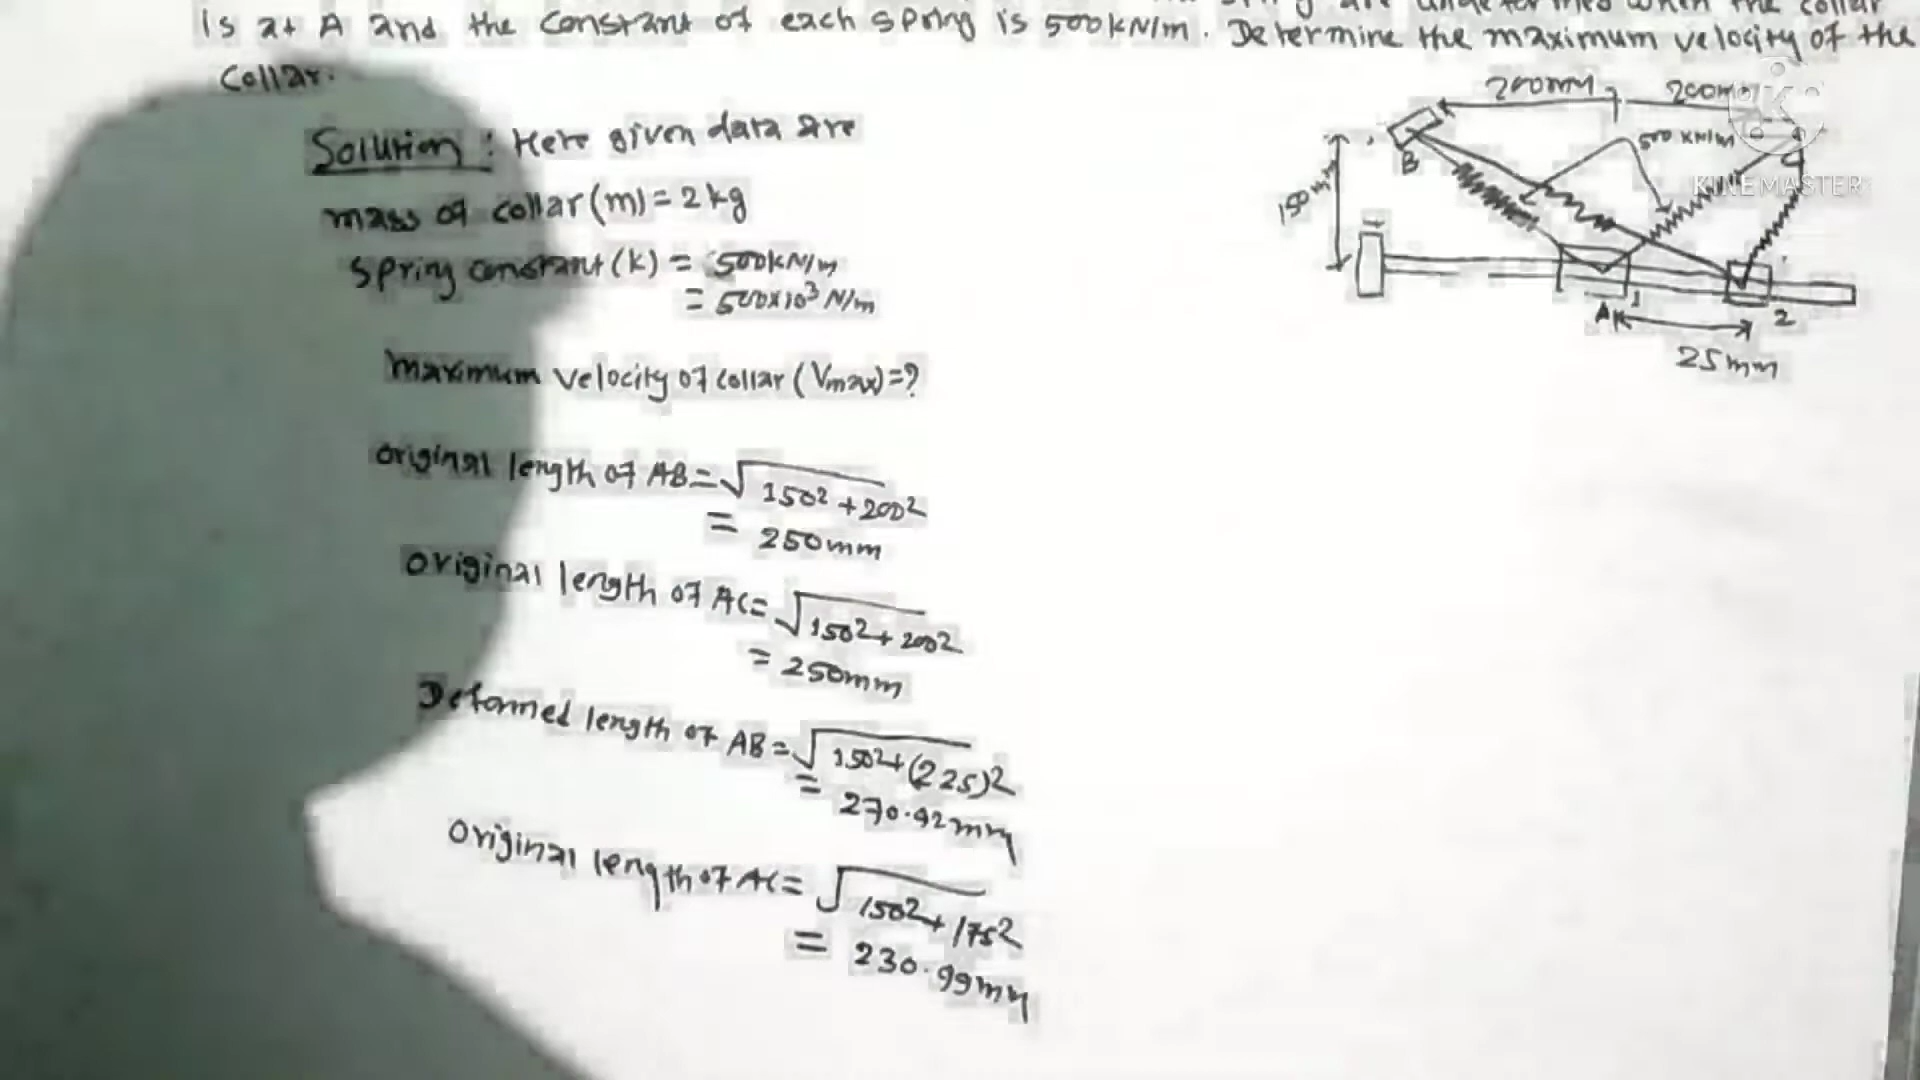 is at A and the constant of each spring is 500kN/m. Determine the maximum velocity of the
Collar.
Solution: Here given data are
mass of collar(m) = 2kg
spring constant(k) = 500kN/m
= 500x10³ N/m
maximum velocity of collar (Vmax)=?
original length of AB = √150²+200²
= 250mm
original length of AC = √150²+200²
= 250mm
Deformed length of AB = √150²+(225)²
= 270.42mm
original length of AC = √150²+175²
= 230.99mm
200mm
200mm
500 KN/m
KINEMASTER
150mm
B
C
A
1
2
25mm